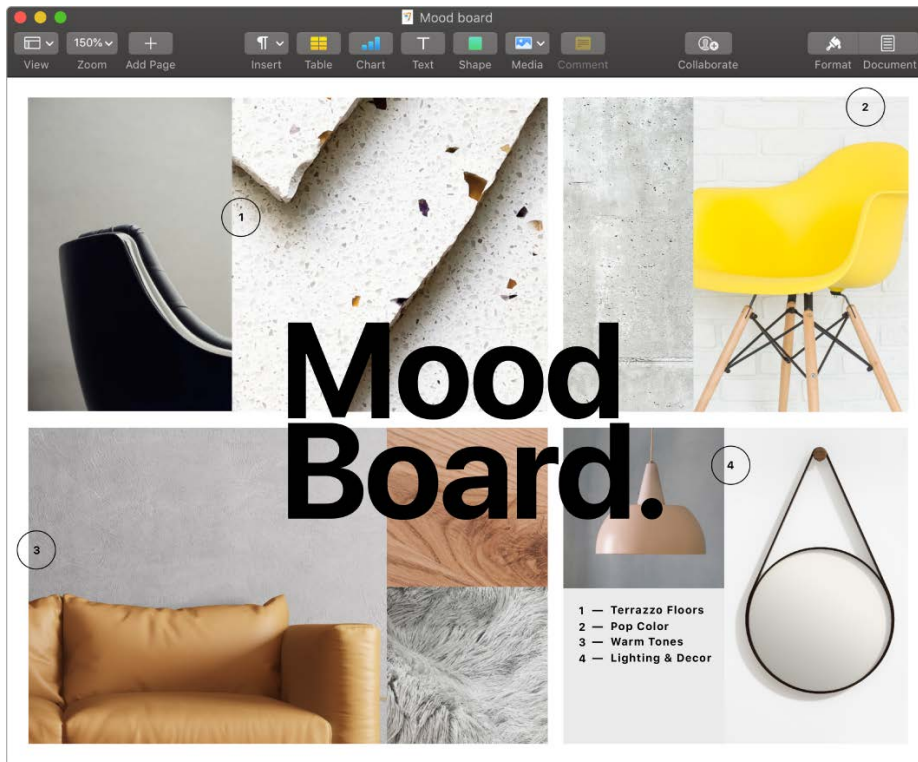 Mood board
150%
View Zoom Add Page Insert Table Chart Text Shape Media Comment Collaborate Format Document
2
1
Mood
Board.
4
3
1 — Terrazzo Floors
2 — Pop Color
3 — Warm Tones
4 — Lighting & Decor